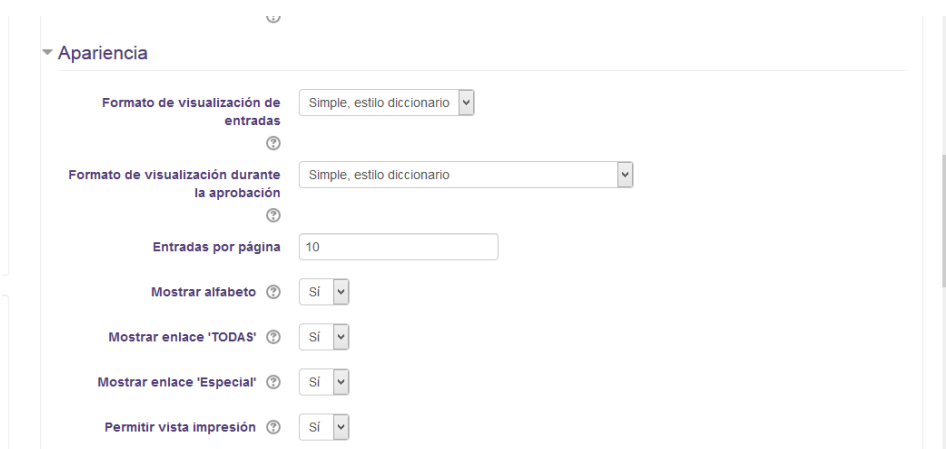 Apariencia
Formato de visualización de
entradas
Simple, estilo diccionario
Formato de visualización durante
la aprobación
Simple, estilo diccionario
Entradas por página
10
Mostrar alfabeto
Sí
Mostrar enlace 'TODAS'
Sí
Mostrar enlace 'Especial'
Sí
Permitir vista impresión
Sí